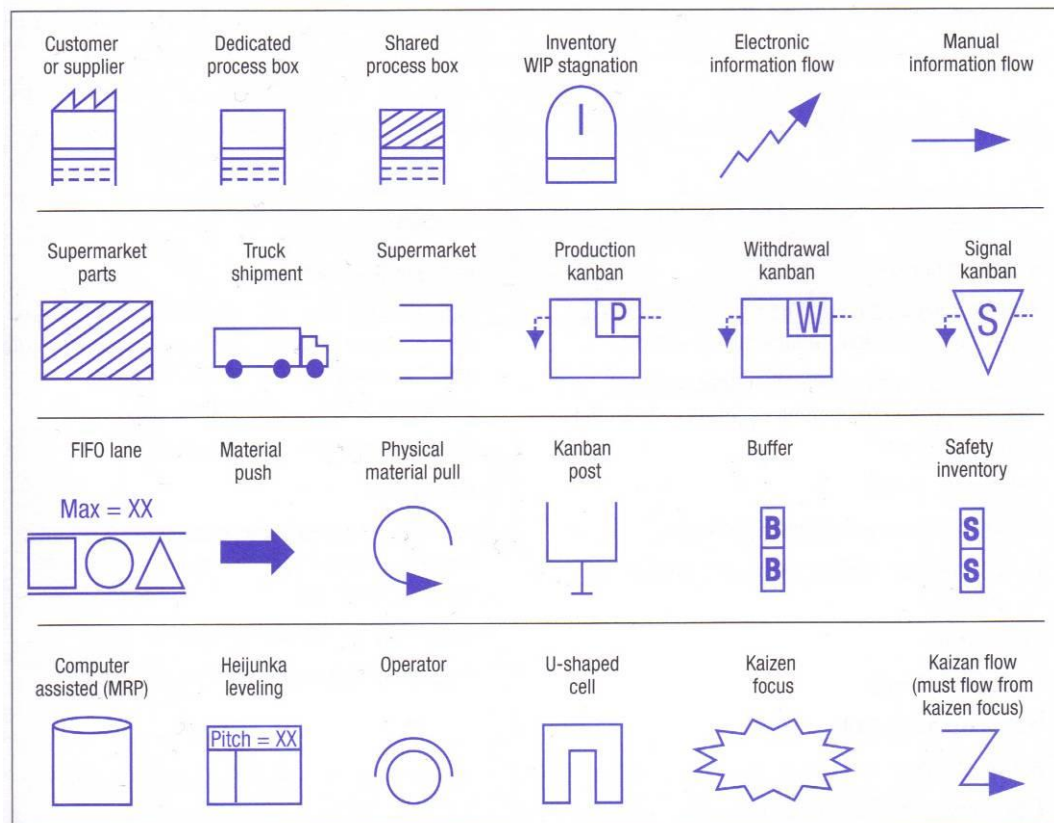 Customer
or supplier
Dedicated
process box
Shared
process box
Inventory
WIP stagnation
I
Electronic
information flow
Manual
information flow
Supermarket
parts
Truck
shipment
Supermarket
Production
kanban
P
Withdrawal
kanban
W
Signal
kanban
S
FIFO lane
Max = XX
Material
push
Physical
material pull
Kanban
post
Buffer
B
B
Safety
inventory
S
S
Computer
assisted (MRP)
Heijunka
leveling
Pitch = XX
Operator
U-shaped
cell
Kaizen
focus
Kaizan flow
(must flow from
kaizen focus)